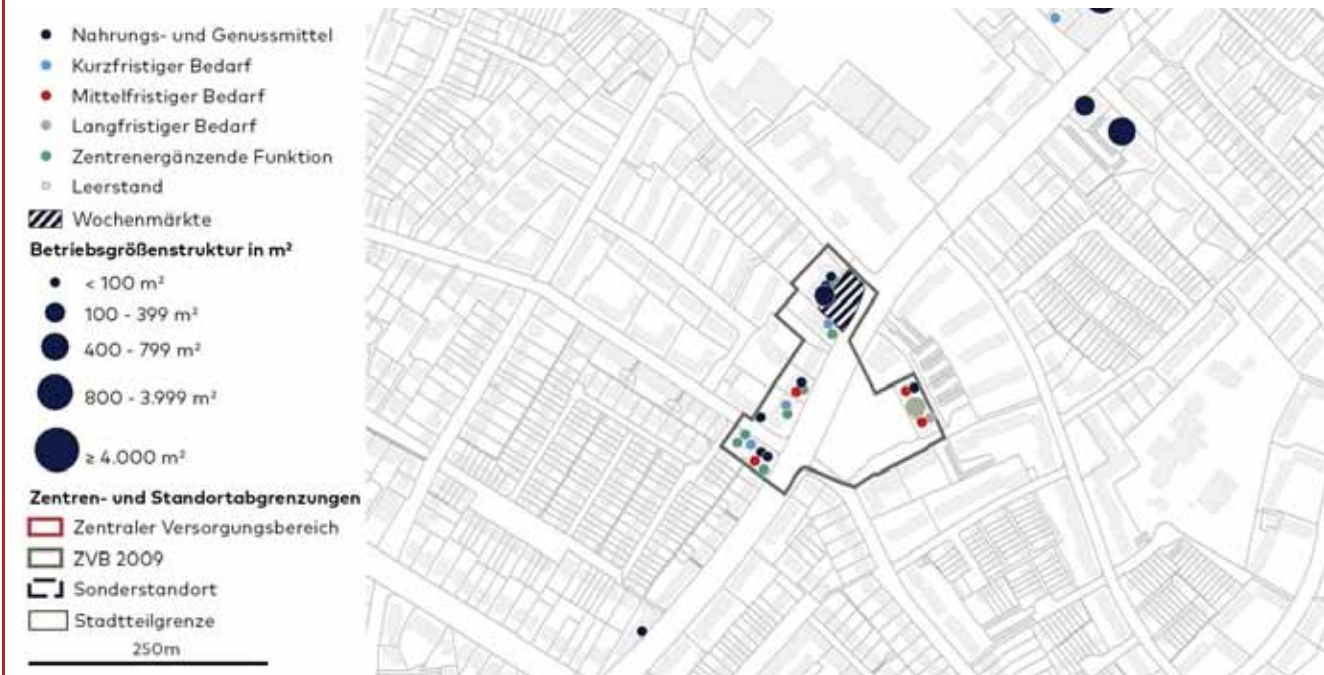 Nahrungs- und Genussmittel
Kurzfristiger Bedarf
Mittelfristiger Bedarf
Langfristiger Bedarf
Zentrenergänzende Funktion
Leerstand
Wochenmärkte
Betriebsgrößenstruktur in m²
< 100 m²
100 - 399 m²
400 - 799 m²
800 - 3.999 m²
≥ 4.000 m²
Zentren- und Standortabgrenzungen
Zentraler Versorgungsbereich
ZVB 2009
Sonderstandort
Stadtteilgrenze
250m